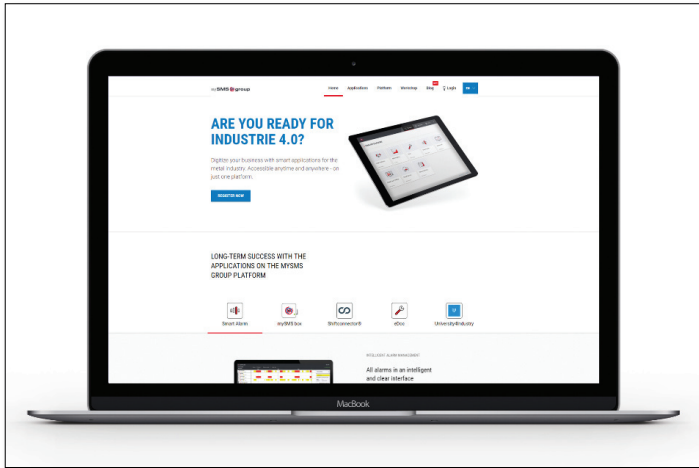 mySMS group
Home Applications Platform Workshop Blog Login
ARE YOU READY FOR
INDUSTRIE 4.0?
Digitize your business with smart applications for the
metal industry. Accessible anytime and anywhere - on
just one platform.
REGISTER NOW
LONG-TERM SUCCESS WITH THE
APPLICATIONS ON THE MYSMS
GROUP PLATFORM
Smart Alarm mySMS box Shiftconnector® eDoc University4Industry
INTELLIGENT ALARM MANAGEMENT
All alarms in an intelligent
and clear interface
MacBook